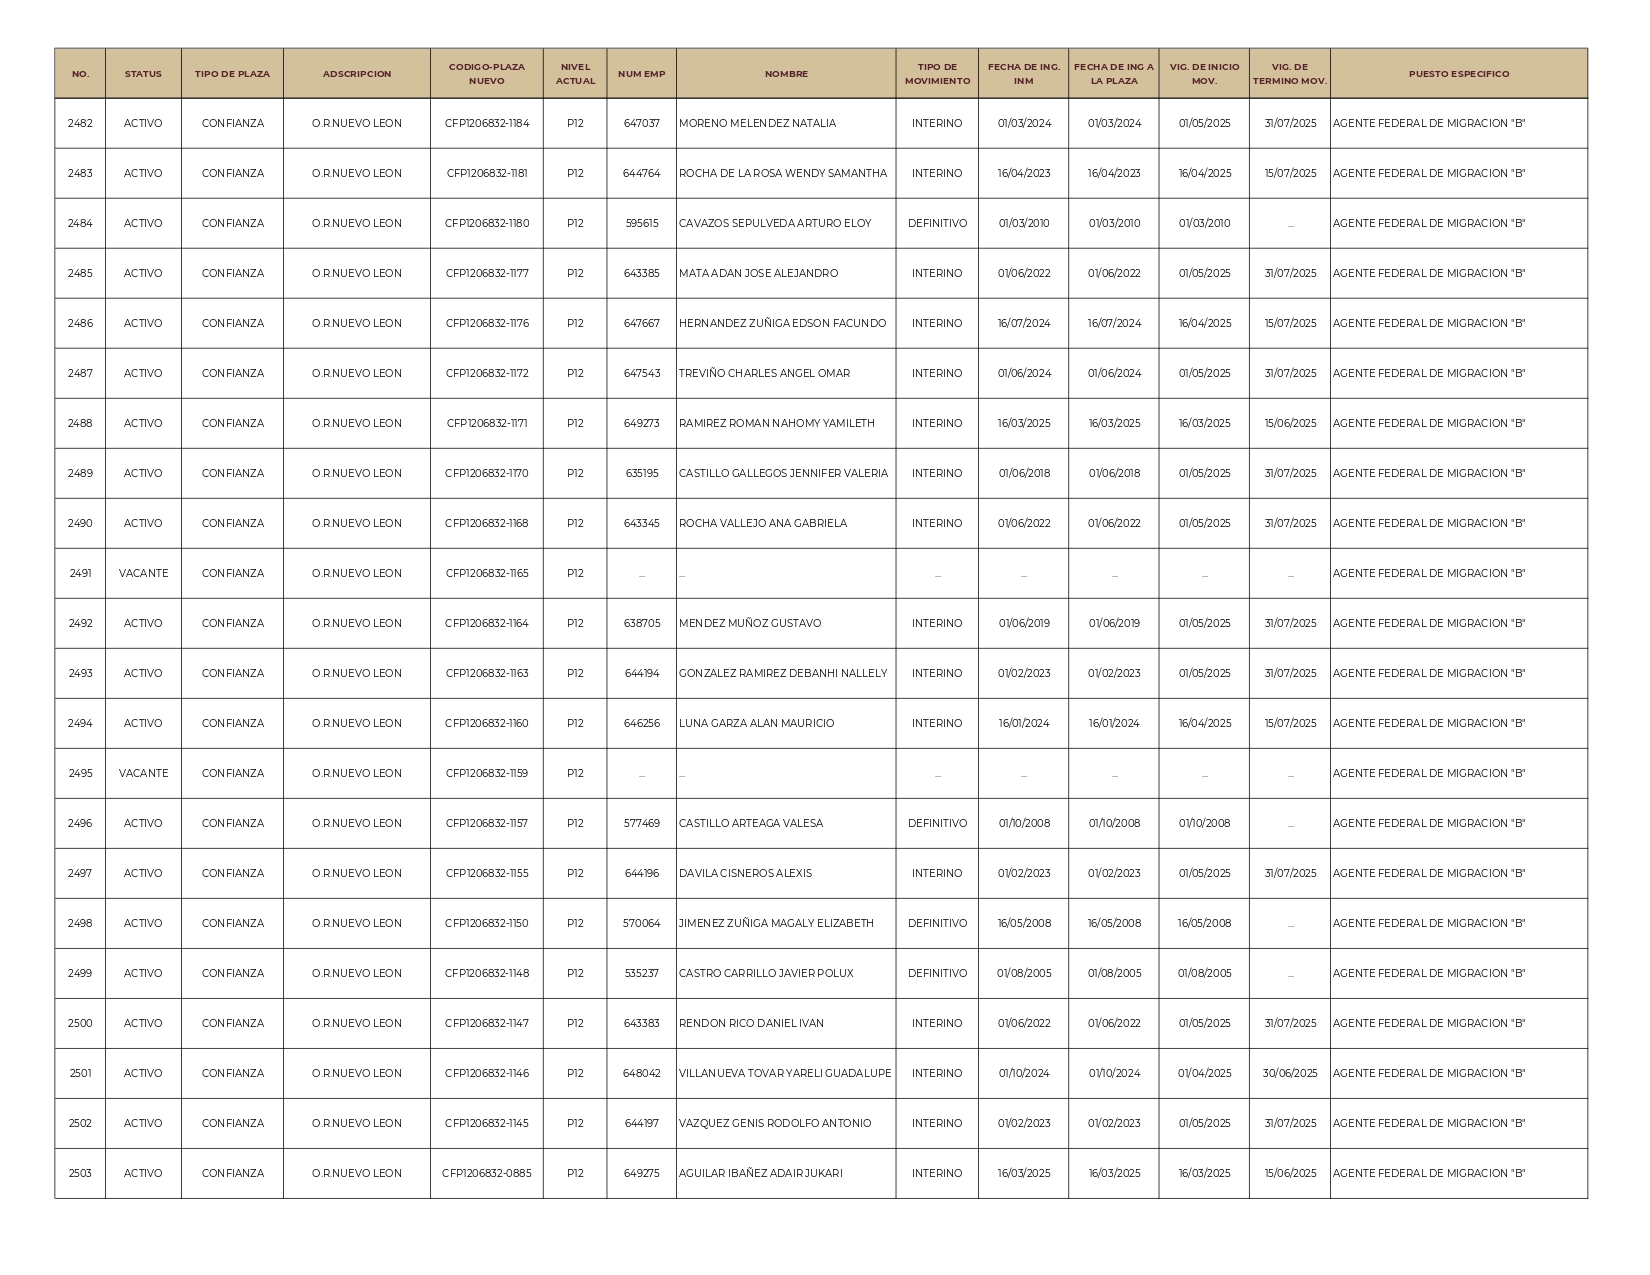 NO. STATUS TIPO DE PLAZA ADSCRIPCION CODIGO-PLAZA NUEVO NIVEL ACTUAL NUM EMP NOMBRE TIPO DE MOVIMIENTO FECHA DE ING. INM FECHA DE ING A LA PLAZA VIG. DE INICIO MOV. VIG. DE TERMINO MOV. PUESTO ESPECIFICO
2482 ACTIVO CONFIANZA O.R.NUEVO LEON CFP1206832-1184 P12 647037 MORENO MELENDEZ NATALIA INTERINO 01/03/2024 01/03/2024 01/05/2025 31/07/2025 AGENTE FEDERAL DE MIGRACION "B"
2483 ACTIVO CONFIANZA O.R.NUEVO LEON CFP1206832-1181 P12 644764 ROCHA DE LA ROSA WENDY SAMANTHA INTERINO 16/04/2023 16/04/2023 16/04/2025 15/07/2025 AGENTE FEDERAL DE MIGRACION "B"
2484 ACTIVO CONFIANZA O.R.NUEVO LEON CFP1206832-1180 P12 595615 CAVAZOS SEPULVEDA ARTURO ELOY DEFINITIVO 01/03/2010 01/03/2010 01/03/2010 ... AGENTE FEDERAL DE MIGRACION "B"
2485 ACTIVO CONFIANZA O.R.NUEVO LEON CFP1206832-1177 P12 643385 MATA ADAN JOSE ALEJANDRO INTERINO 01/06/2022 01/06/2022 01/05/2025 31/07/2025 AGENTE FEDERAL DE MIGRACION "B"
2486 ACTIVO CONFIANZA O.R.NUEVO LEON CFP1206832-1176 P12 647667 HERNANDEZ ZUÑIGA EDSON FACUNDO INTERINO 16/07/2024 16/07/2024 16/04/2025 15/07/2025 AGENTE FEDERAL DE MIGRACION "B"
2487 ACTIVO CONFIANZA O.R.NUEVO LEON CFP1206832-1172 P12 647543 TREVIÑO CHARLES ANGEL OMAR INTERINO 01/06/2024 01/06/2024 01/05/2025 31/07/2025 AGENTE FEDERAL DE MIGRACION "B"
2488 ACTIVO CONFIANZA O.R.NUEVO LEON CFP1206832-1171 P12 649273 RAMIREZ ROMAN NAHOMY YAMILETH INTERINO 16/03/2025 16/03/2025 16/03/2025 15/06/2025 AGENTE FEDERAL DE MIGRACION "B"
2489 ACTIVO CONFIANZA O.R.NUEVO LEON CFP1206832-1170 P12 635195 CASTILLO GALLEGOS JENNIFER VALERIA INTERINO 01/06/2018 01/06/2018 01/05/2025 31/07/2025 AGENTE FEDERAL DE MIGRACION "B"
2490 ACTIVO CONFIANZA O.R.NUEVO LEON CFP1206832-1168 P12 643345 ROCHA VALLEJO ANA GABRIELA INTERINO 01/06/2022 01/06/2022 01/05/2025 31/07/2025 AGENTE FEDERAL DE MIGRACION "B"
2491 VACANTE CONFIANZA O.R.NUEVO LEON CFP1206832-1165 P12 ... ... ... ... ... ... ... AGENTE FEDERAL DE MIGRACION "B"
2492 ACTIVO CONFIANZA O.R.NUEVO LEON CFP1206832-1164 P12 638705 MENDEZ MUÑOZ GUSTAVO INTERINO 01/06/2019 01/06/2019 01/05/2025 31/07/2025 AGENTE FEDERAL DE MIGRACION "B"
2493 ACTIVO CONFIANZA O.R.NUEVO LEON CFP1206832-1163 P12 644194 GONZALEZ RAMIREZ DEBANHI NALLELY INTERINO 01/02/2023 01/02/2023 01/05/2025 31/07/2025 AGENTE FEDERAL DE MIGRACION "B"
2494 ACTIVO CONFIANZA O.R.NUEVO LEON CFP1206832-1160 P12 646256 LUNA GARZA ALAN MAURICIO INTERINO 16/01/2024 16/01/2024 16/04/2025 15/07/2025 AGENTE FEDERAL DE MIGRACION "B"
2495 VACANTE CONFIANZA O.R.NUEVO LEON CFP1206832-1159 P12 ... ... ... ... ... ... ... AGENTE FEDERAL DE MIGRACION "B"
2496 ACTIVO CONFIANZA O.R.NUEVO LEON CFP1206832-1157 P12 577469 CASTILLO ARTEAGA VALESA DEFINITIVO 01/10/2008 01/10/2008 01/10/2008 ... AGENTE FEDERAL DE MIGRACION "B"
2497 ACTIVO CONFIANZA O.R.NUEVO LEON CFP1206832-1155 P12 644196 DAVILA CISNEROS ALEXIS INTERINO 01/02/2023 01/02/2023 01/05/2025 31/07/2025 AGENTE FEDERAL DE MIGRACION "B"
2498 ACTIVO CONFIANZA O.R.NUEVO LEON CFP1206832-1150 P12 570064 JIMENEZ ZUÑIGA MAGALY ELIZABETH DEFINITIVO 16/05/2008 16/05/2008 16/05/2008 ... AGENTE FEDERAL DE MIGRACION "B"
2499 ACTIVO CONFIANZA O.R.NUEVO LEON CFP1206832-1148 P12 535237 CASTRO CARRILLO JAVIER POLUX DEFINITIVO 01/08/2005 01/08/2005 01/08/2005 ... AGENTE FEDERAL DE MIGRACION "B"
2500 ACTIVO CONFIANZA O.R.NUEVO LEON CFP1206832-1147 P12 643383 RENDON RICO DANIEL IVAN INTERINO 01/06/2022 01/06/2022 01/05/2025 31/07/2025 AGENTE FEDERAL DE MIGRACION "B"
2501 ACTIVO CONFIANZA O.R.NUEVO LEON CFP1206832-1146 P12 648042 VILLANUEVA TOVAR YARELI GUADALUPE INTERINO 01/10/2024 01/10/2024 01/04/2025 30/06/2025 AGENTE FEDERAL DE MIGRACION "B"
2502 ACTIVO CONFIANZA O.R.NUEVO LEON CFP1206832-1145 P12 644197 VAZQUEZ GENIS RODOLFO ANTONIO INTERINO 01/02/2023 01/02/2023 01/05/2025 31/07/2025 AGENTE FEDERAL DE MIGRACION "B"
2503 ACTIVO CONFIANZA O.R.NUEVO LEON CFP1206832-0885 P12 649275 AGUILAR IBAÑEZ ADAIR JUKARI INTERINO 16/03/2025 16/03/2025 16/03/2025 15/06/2025 AGENTE FEDERAL DE MIGRACION "B"